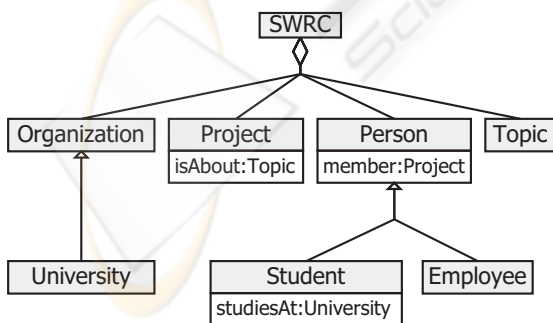 SWRC
Organization
Project
isAbout:Topic
Person
member:Project
Topic
University
Student
studiesAt:University
Employee